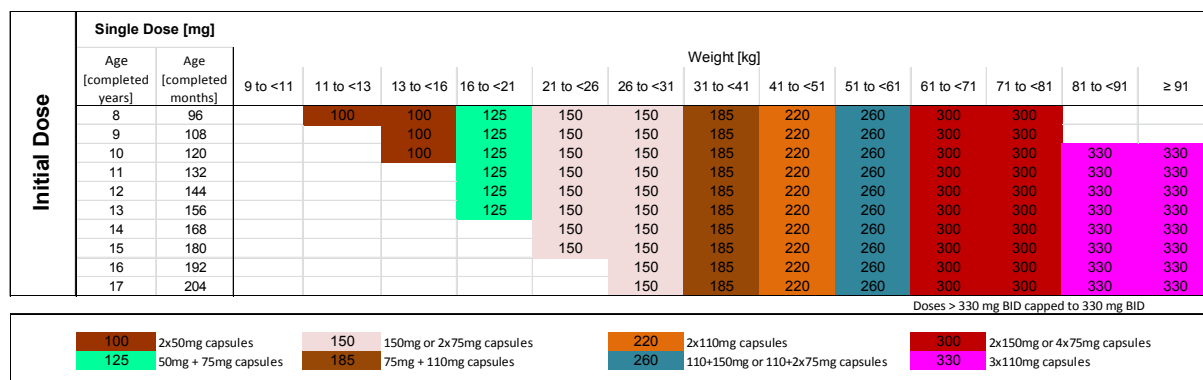 Single Dose [mg]
Initial Dose
Age [completed years] Age [completed months] Weight [kg]
9 to <11 11 to <13 13 to <16 16 to <21 21 to <26 26 to <31 31 to <41 41 to <51 51 to <61 61 to <71 71 to <81 81 to <91 ≥ 91
8 96 100 100 125 150 150 185 220 260 300 300
9 108 100 125 150 150 185 220 260 300 300
10 120 100 125 150 150 185 220 260 300 300 330 330
11 132 125 150 150 185 220 260 300 300 330 330
12 144 125 150 150 185 220 260 300 300 330 330
13 156 125 150 150 185 220 260 300 300 330 330
14 168 150 150 185 220 260 300 300 330 330
15 180 150 150 185 220 260 300 300 330 330
16 192 150 185 220 260 300 300 330 330
17 204 150 185 220 260 300 300 330 330
Doses > 330 mg BID capped to 330 mg BID
100 2x50mg capsules 150 150mg or 2x75mg capsules 220 2x110mg capsules 300 2x150mg or 4x75mg capsules
125 50mg + 75mg capsules 185 75mg + 110mg capsules 260 110+150mg or 110+2x75mg capsules 330 3x110mg capsules